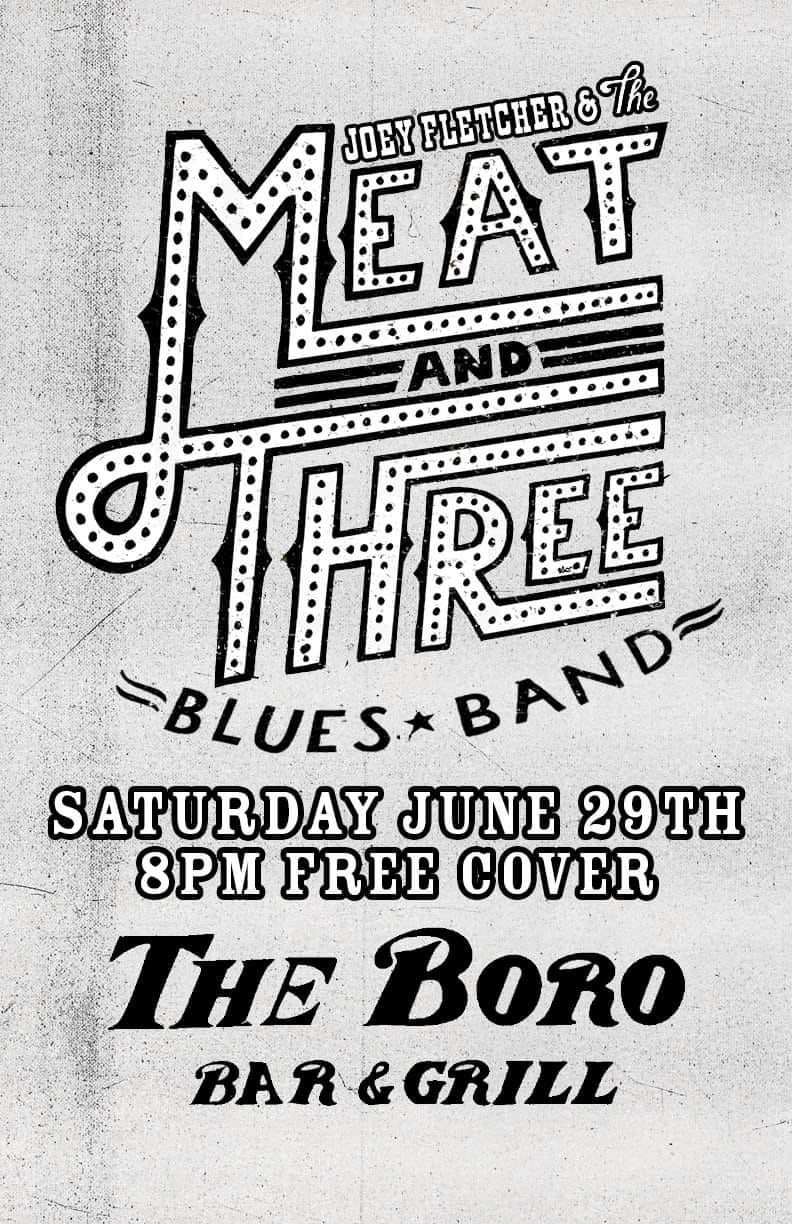 JOEY FLETCHER & The
MEAT
AND
THREE
BLUES ★ BAND
SATURDAY JUNE 29TH
8PM FREE COVER
THE BORO
BAR & GRILL